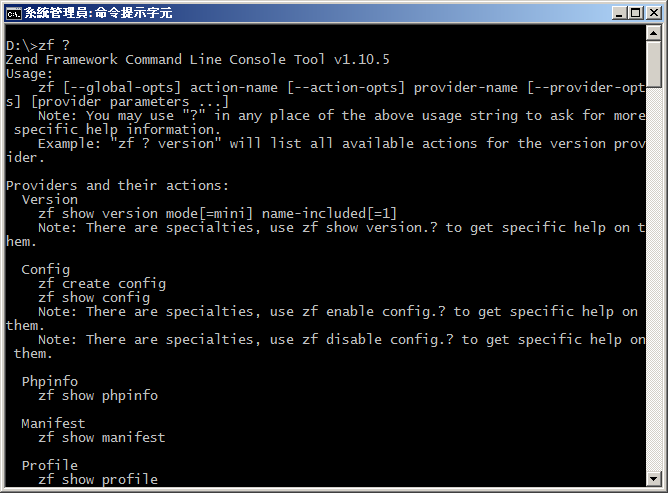 系統管理員: 命令提示字元
D:\>zf ?
Zend Framework Command Line Console Tool v1.10.5
Usage:
    zf [--global-opts] action-name [--action-opts] provider-name [--provider-opt
s] [provider parameters ...]
    Note: You may use "?" in any place of the above usage string to ask for more
 specific help information.
    Example: "zf ? version" will list all available actions for the version prov
ider.
Providers and their actions:
  Version
    zf show version mode[=mini] name-included[=1]
    Note: There are specialties, use zf show version.? to get specific help on t
hem.
  Config
    zf create config
    zf show config
    Note: There are specialties, use zf enable config.? to get specific help on
them.
    Note: There are specialties, use zf disable config.? to get specific help on
 them.
  Phpinfo
    zf show phpinfo
  Manifest
    zf show manifest
  Profile
    zf show profile